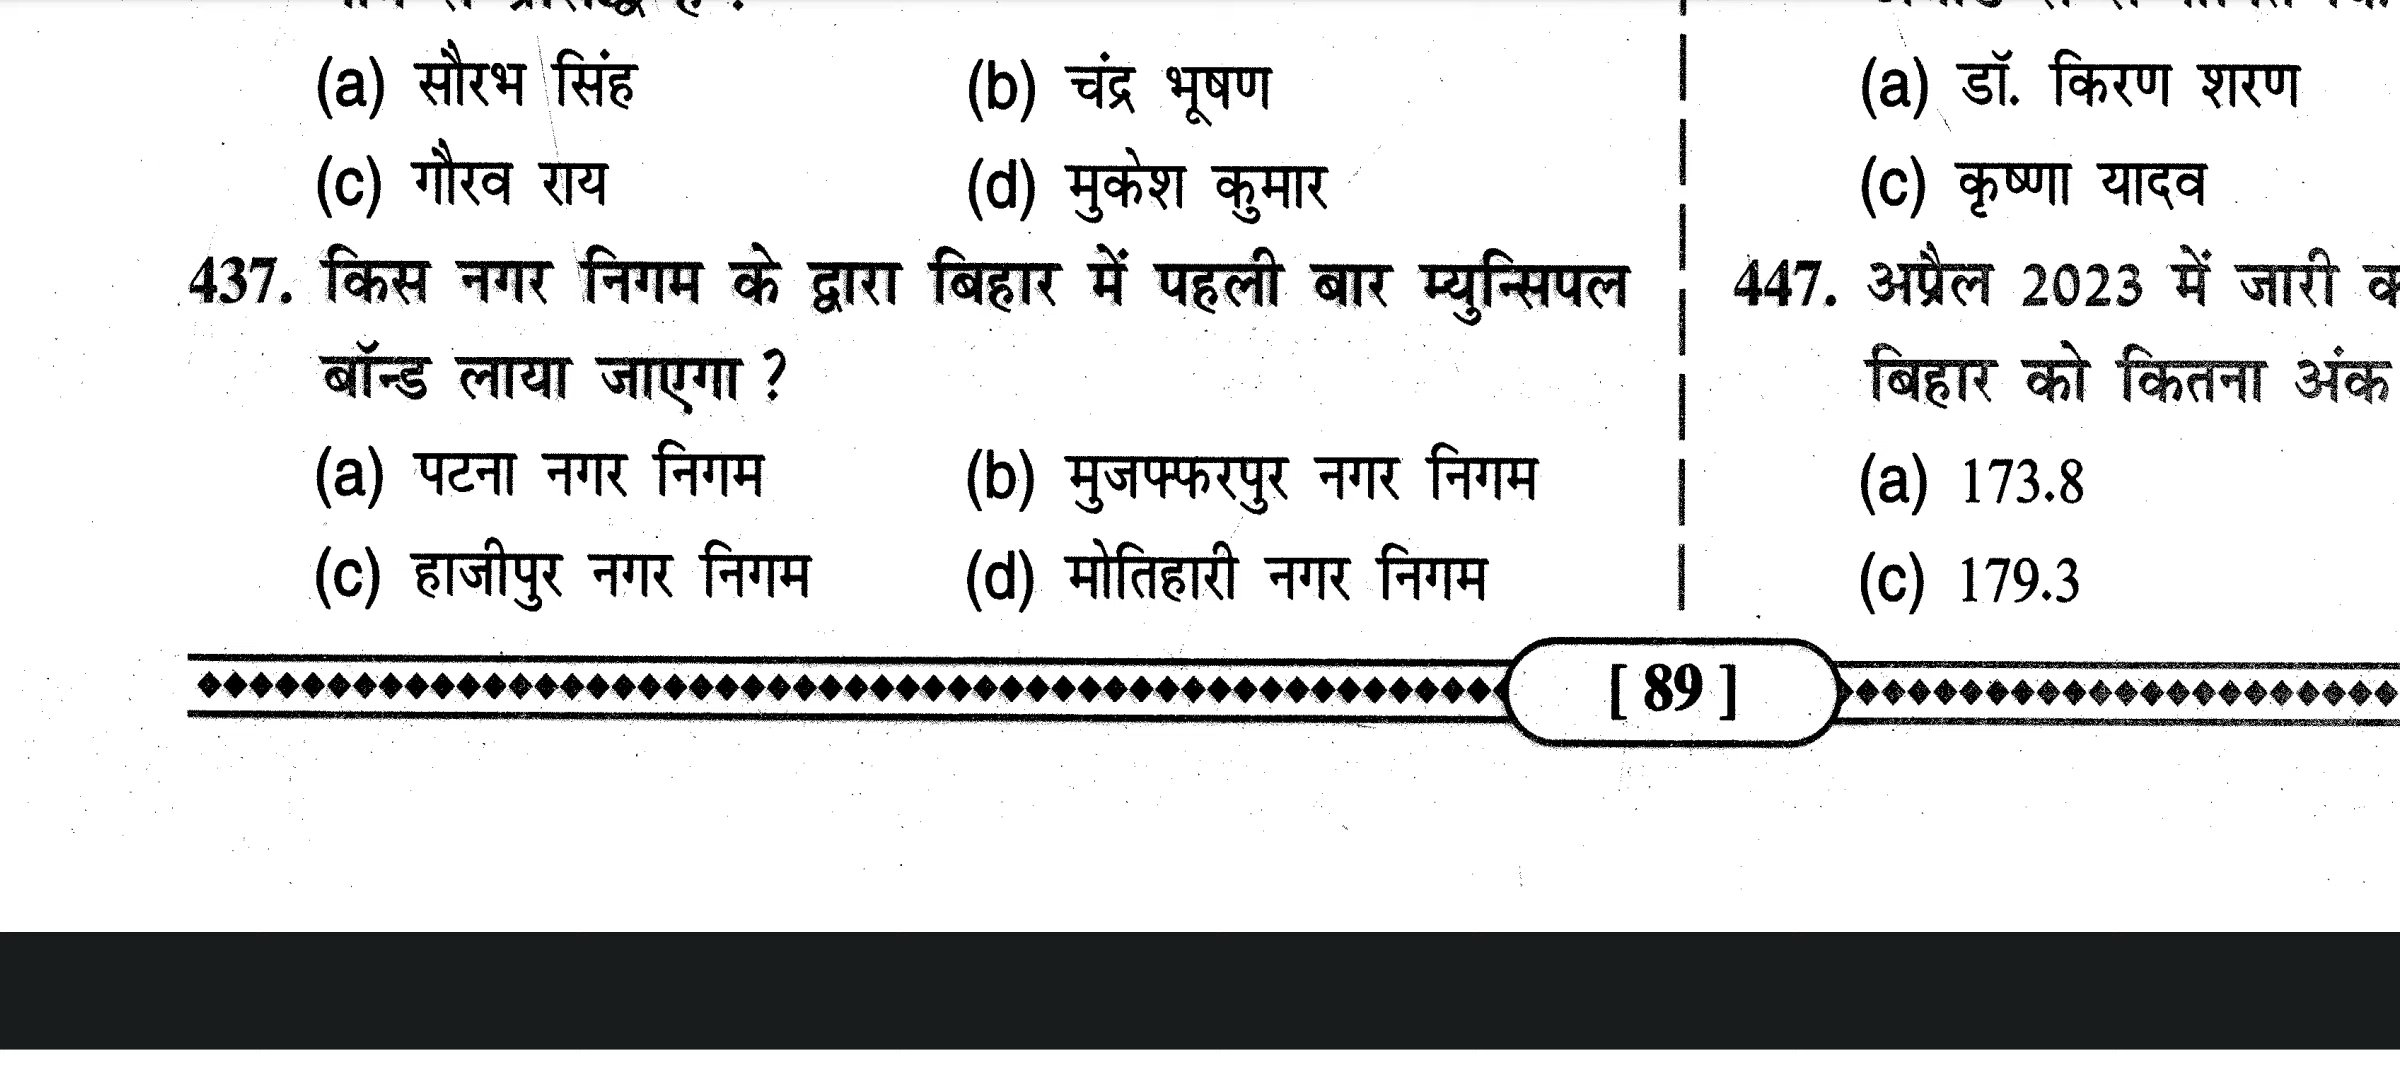 (a) सौरभ सिंह (b) चंद्र भूषण
(c) गौरव राय (d) मुकेश कुमार
437. किस नगर निगम के द्वारा बिहार में पहली बार म्युन्सिपल
बॉन्ड लाया जाएगा ?
(a) पटना नगर निगम (b) मुजफ्फरपुर नगर निगम
(c) हाजीपुर नगर निगम (d) मोतिहारी नगर निगम
(a) डॉ. किरण शरण
(c) कृष्णा यादव
447. अप्रैल 2023 में जारी
बिहार को कितना अंक
(a) 173.8
(c) 179.3
[ 89 ]